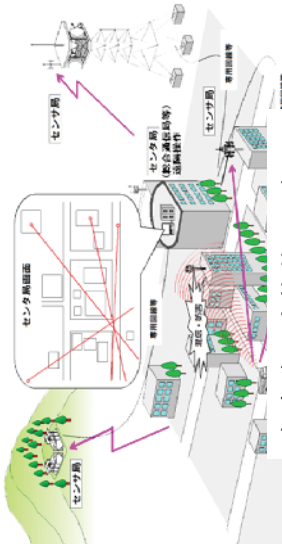 センサ局
センタ局画面
専用回線等
センサ局
専用回線等
センタ局
(総合通信局等)
遠隔操作
センサ局
混信・妨害